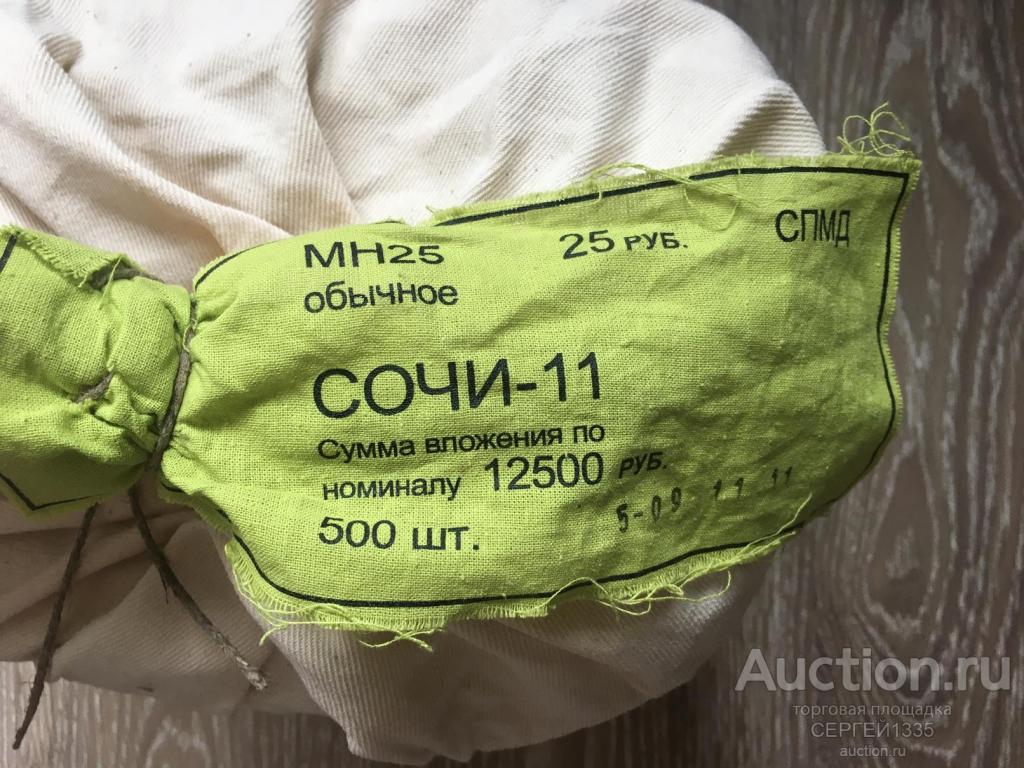 МН25 25 РУБ. СПМД
обычное
СОЧИ-11
Сумма вложения по
номиналу 12500 РУБ.
5-09 11 11
500 шт.
Auction.ru
торговая площадка
СЕРГЕЙ1335
auction.ru